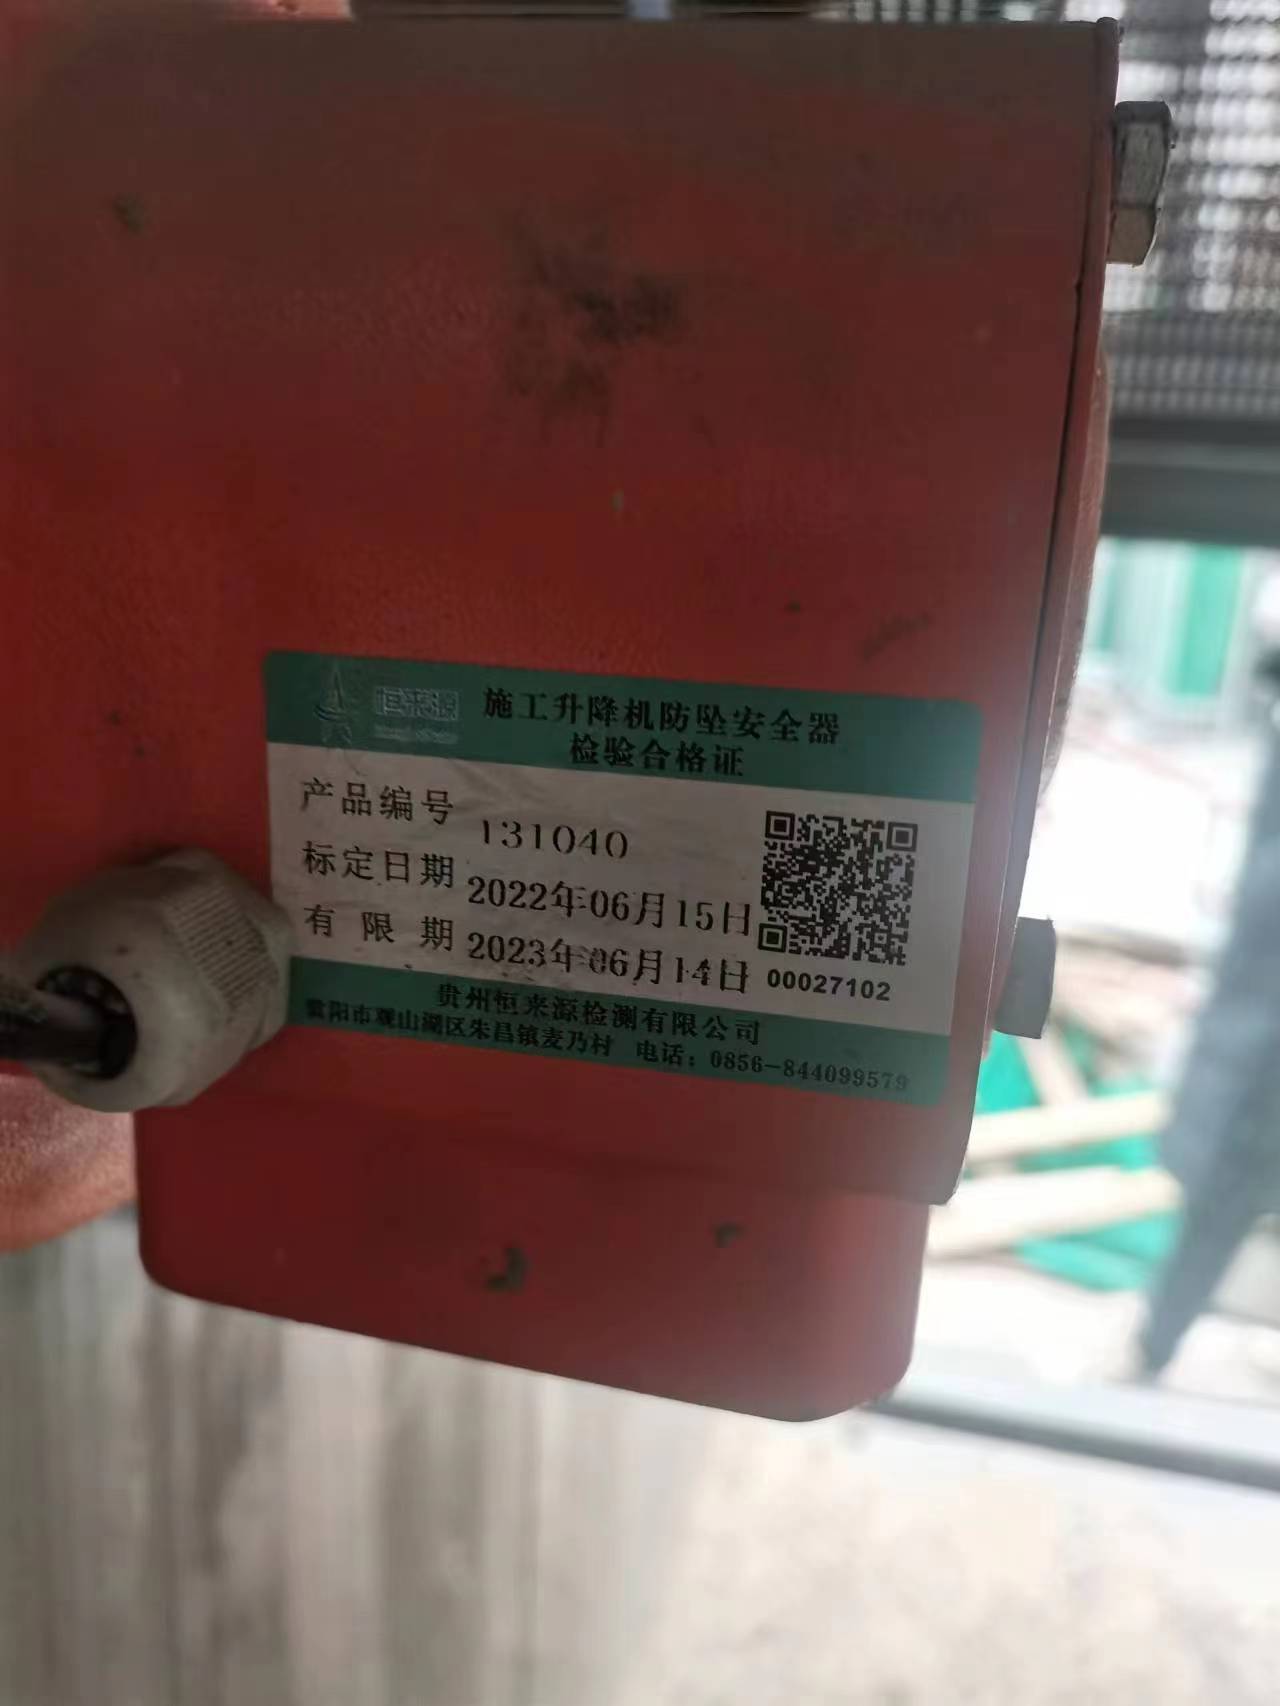 恒来源
施工升降机防坠安全器
检验合格证
产品编号 131040
标定日期 2022年06月15日
有限期 2023年06月14日
00027102
贵州恒来源检测有限公司
贵阳市观山湖区朱昌镇麦乃村 电话：0856-844099579